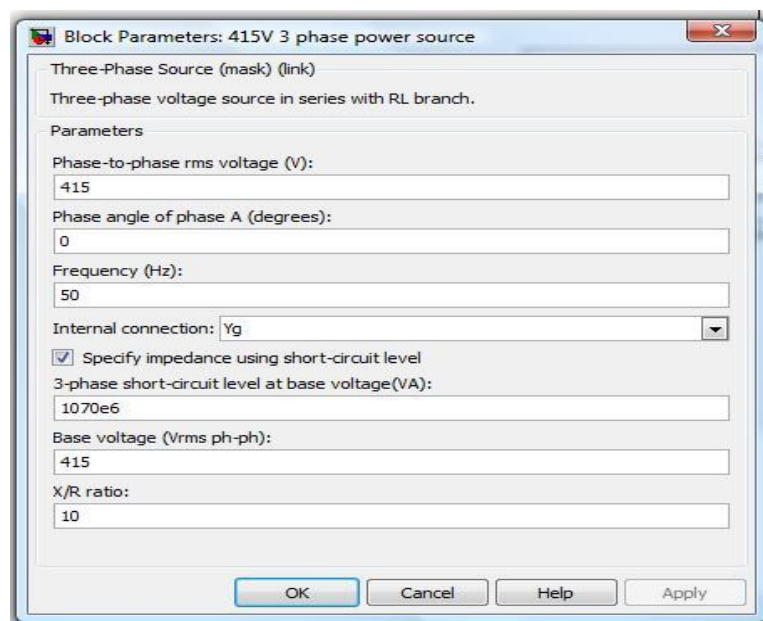 Block Parameters: 415V 3 phase power source
Three-Phase Source (mask) (link)
Three-phase voltage source in series with RL branch.
Parameters
Phase-to-phase rms voltage (V):
415
Phase angle of phase A (degrees):
0
Frequency (Hz):
50
Internal connection: Yg
Specify impedance using short-circuit level
3-phase short-circuit level at base voltage(VA):
1070e6
Base voltage (Vrms ph-ph):
415
X/R ratio:
10
OK Cancel Help Apply